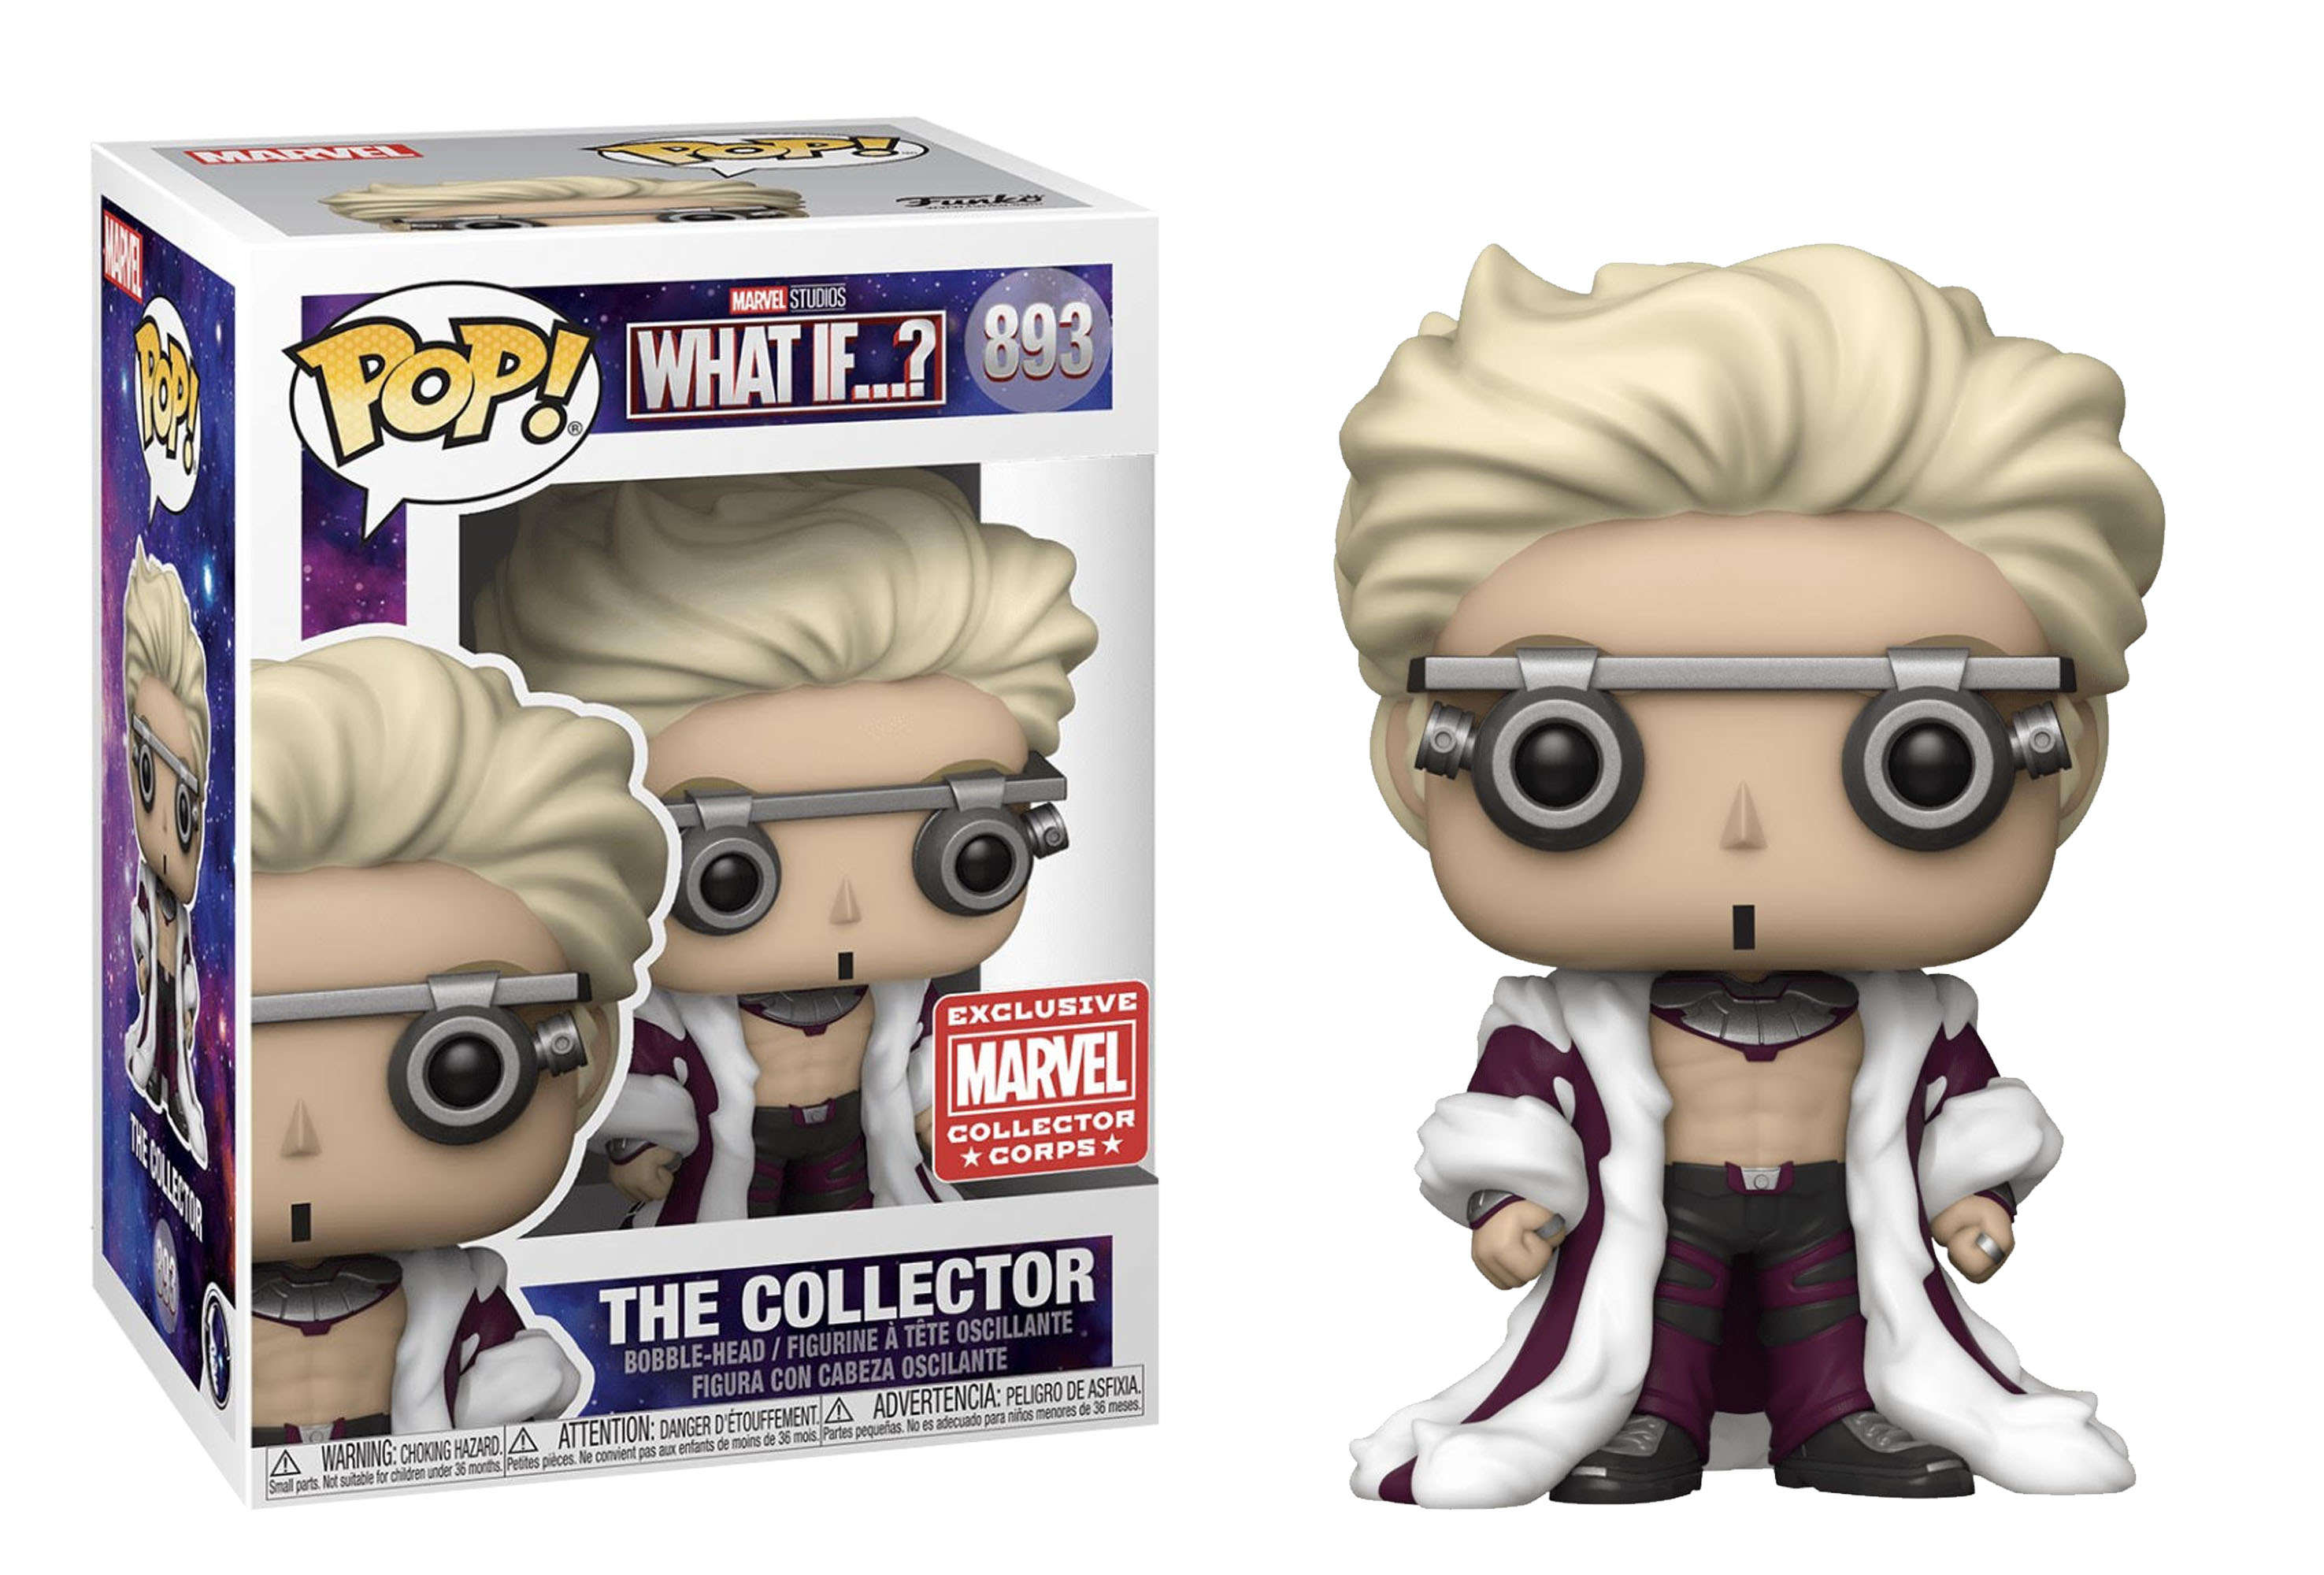 MARVEL
POP!
Funko
MARVEL
POP!
THE COLLECTOR
893
POP!®
MARVEL STUDIOS
WHAT IF...?
893
EXCLUSIVE
MARVEL
COLLECTOR
★ CORPS ★
THE COLLECTOR
BOBBLE-HEAD / FIGURINE À TÊTE OSCILLANTE
FIGURA CON CABEZA OSCILANTE
WARNING: CHOKING HAZARD.
Small parts. Not suitable for children under 36 months.
ATTENTION: DANGER D'ÉTOUFFEMENT.
Petites pièces. Ne convient pas aux enfants de moins de 36 mois.
ADVERTENCIA: PELIGRO DE ASFIXIA.
Partes pequeñas. No es adecuado para niños menores de 36 meses.